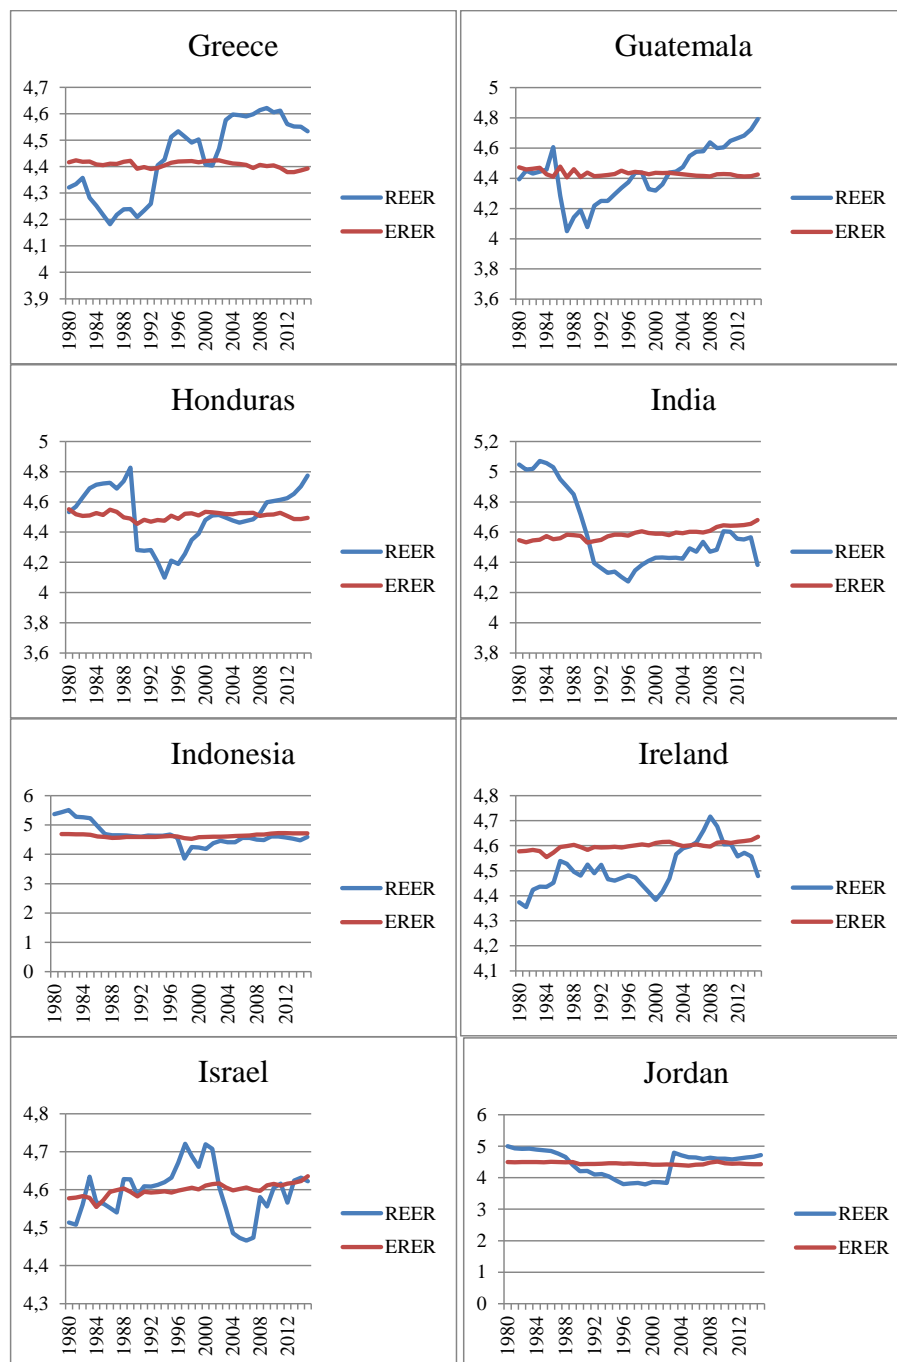 Greece
4,7
4,6
4,5
4,4
4,3
4,2
4,1
4
3,9
1980 1984 1988 1992 1996 2000 2004 2008 2012
REER
ERER
Guatemala
5
4,8
4,6
4,4
4,2
4
3,8
3,6
1980 1984 1988 1992 1996 2000 2004 2008 2012
REER
ERER
Honduras
5
4,8
4,6
4,4
4,2
4
3,8
3,6
1980 1984 1988 1992 1996 2000 2004 2008 2012
REER
ERER
India
5,2
5
4,8
4,6
4,4
4,2
4
3,8
1980 1984 1988 1992 1996 2000 2004 2008 2012
REER
ERER
Indonesia
6
5
4
3
2
1
0
1980 1984 1988 1992 1996 2000 2004 2008 2012
REER
ERER
Ireland
4,8
4,7
4,6
4,5
4,4
4,3
4,2
4,1
1980 1984 1988 1992 1996 2000 2004 2008 2012
REER
ERER
Israel
4,8
4,7
4,6
4,5
4,4
4,3
1980 1984 1988 1992 1996 2000 2004 2008 2012
REER
ERER
Jordan
6
5
4
3
2
1
0
1980 1984 1988 1992 1996 2000 2004 2008 2012
REER
ERER